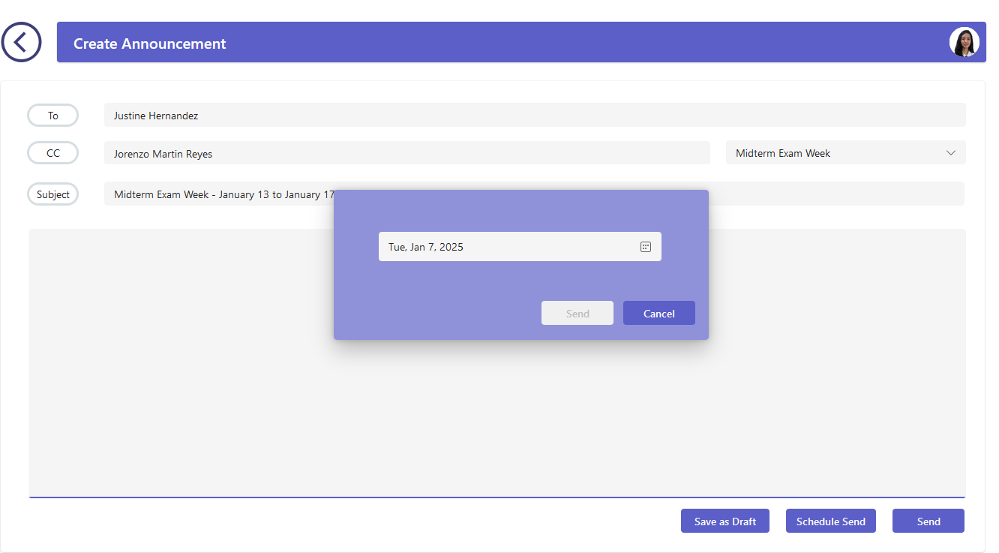 Create Announcement
To
Justine Hernandez
CC
Jorenzo Martin Reyes
Midterm Exam Week
Subject
Midterm Exam Week - January 13 to January 17
Tue, Jan 7, 2025
Send
Cancel
Save as Draft
Schedule Send
Send